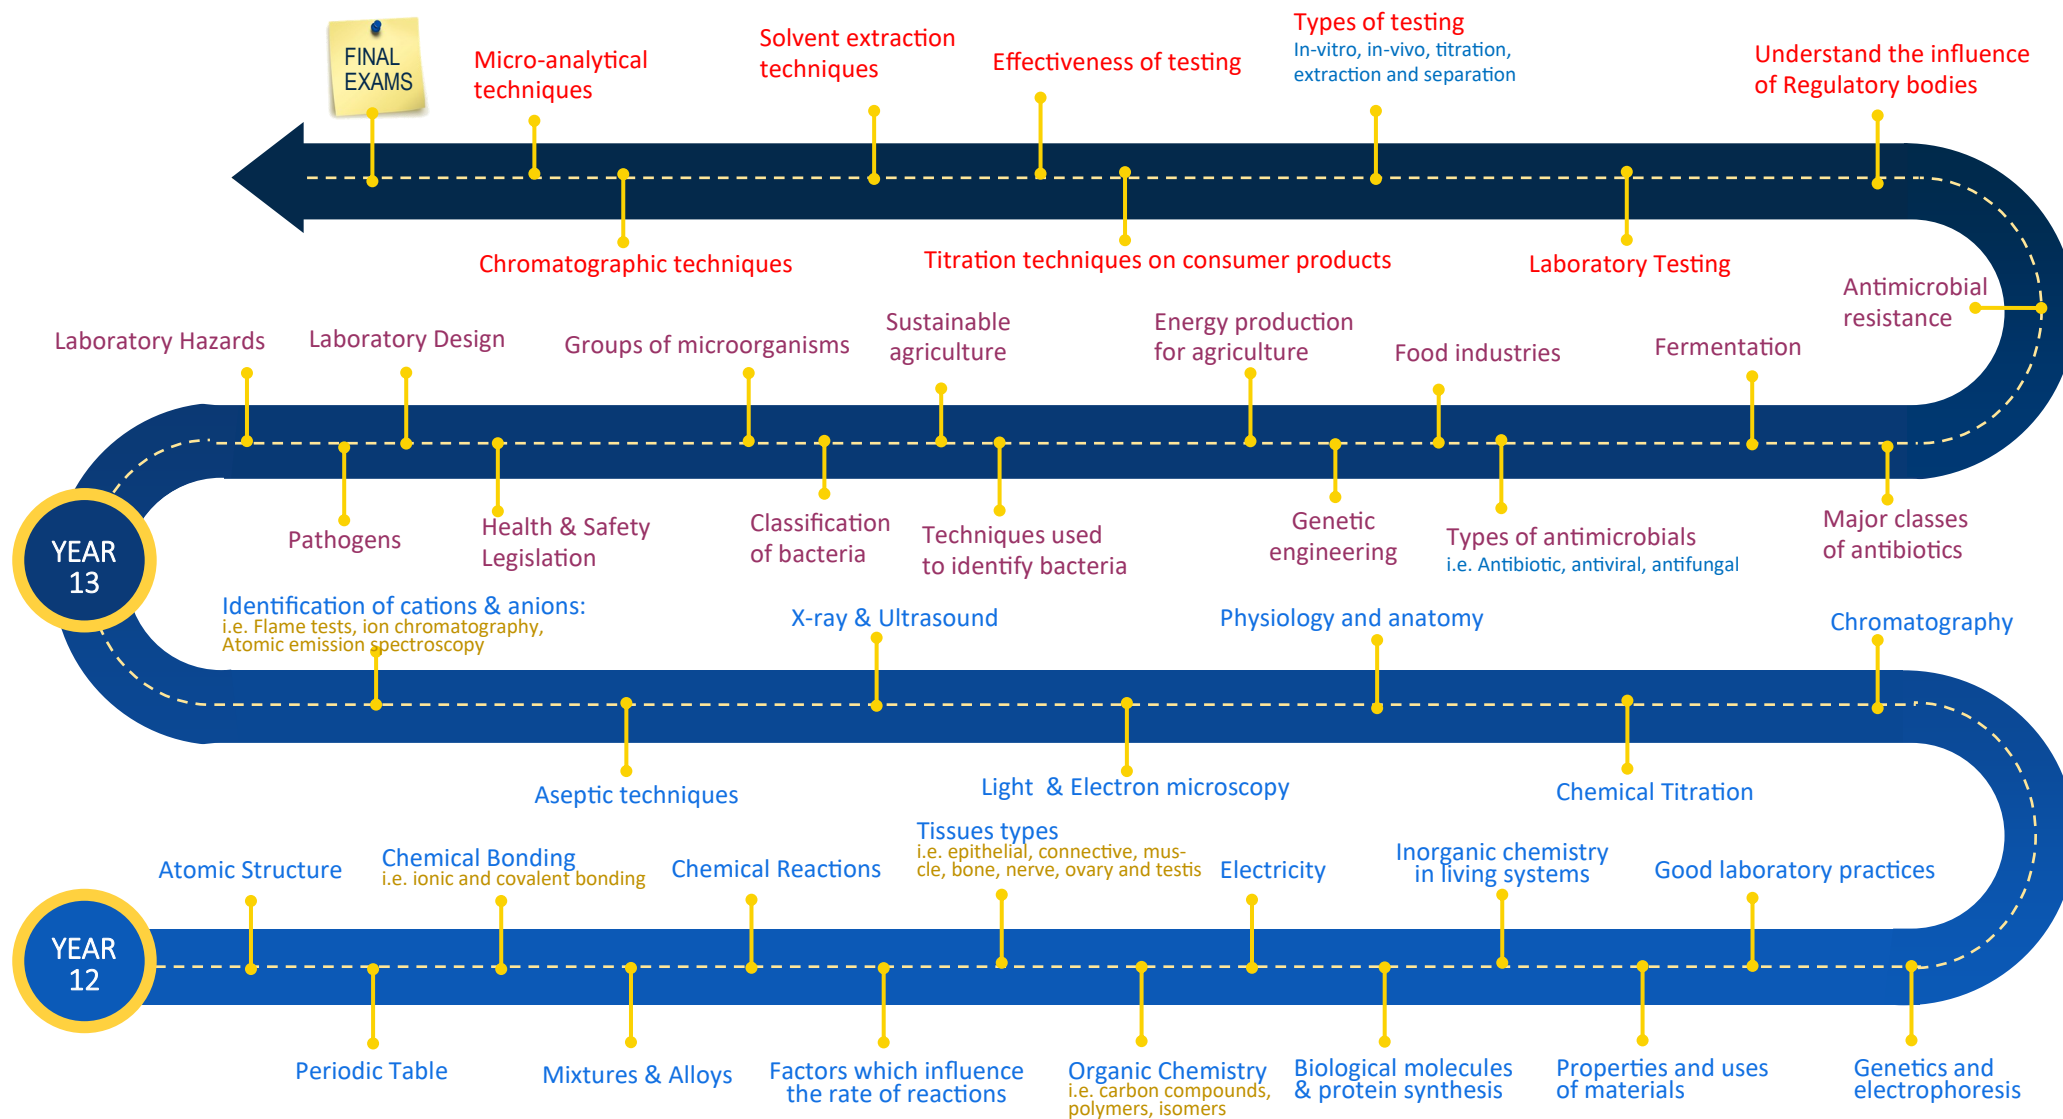 FINAL
EXAMS
Micro-analytical
techniques
Solvent extraction
techniques
Effectiveness of testing
Types of testing
In-vitro, in-vivo, titration,
extraction and separation
Understand the influence
of Regulatory bodies
Chromatographic techniques
Titration techniques on consumer products
Laboratory Testing
Antimicrobial
resistance
Laboratory Hazards
Laboratory Design
Groups of microorganisms
Sustainable
agriculture
Energy production
for agriculture
Food industries
Fermentation
Pathogens
Health & Safety
Legislation
Classification
of bacteria
Techniques used
to identify bacteria
Genetic
engineering
Types of antimicrobials
i.e. Antibiotic, antiviral, antifungal
Major classes
of antibiotics
YEAR
13
Identification of cations & anions:
i.e. Flame tests, ion chromatography,
Atomic emission spectroscopy
X-ray & Ultrasound
Physiology and anatomy
Chromatography
Aseptic techniques
Light & Electron microscopy
Chemical Titration
Atomic Structure
Chemical Bonding
i.e. ionic and covalent bonding
Chemical Reactions
Tissues types
i.e. epithelial, connective, mus-
cle, bone, nerve, ovary and testis
Electricity
Inorganic chemistry
in living systems
Good laboratory practices
YEAR
12
Periodic Table
Mixtures & Alloys
Factors which influence
the rate of reactions
Organic Chemistry
i.e. carbon compounds,
polymers, isomers
Biological molecules
& protein synthesis
Properties and uses
of materials
Genetics and
electrophoresis